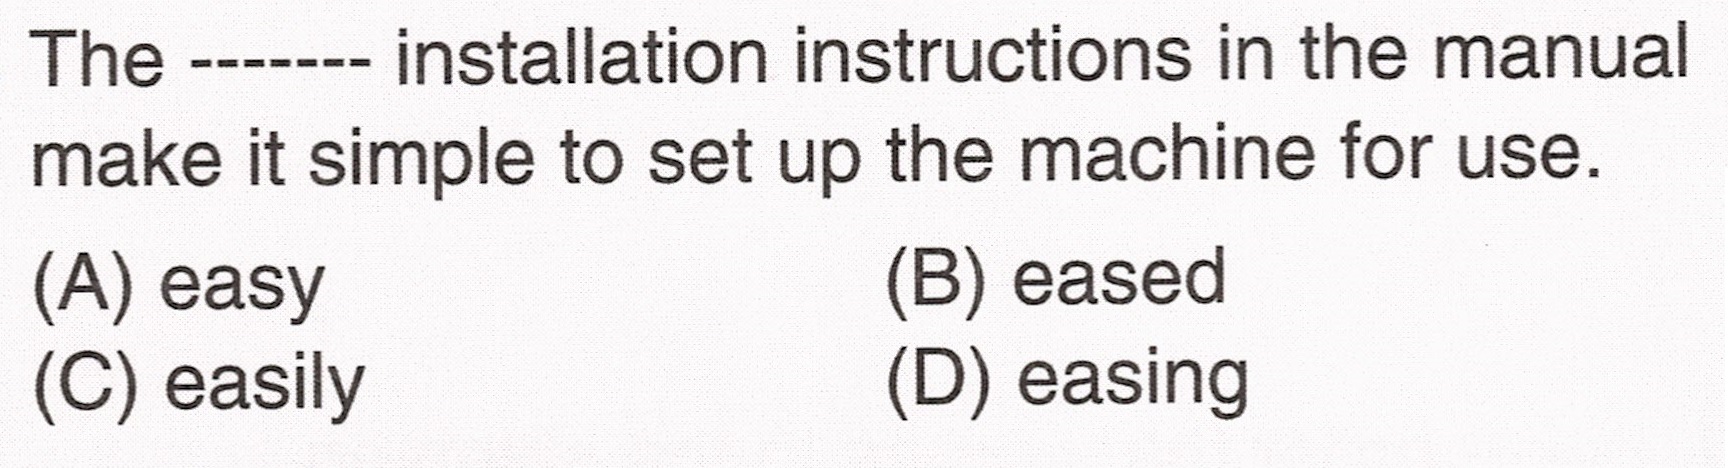 The ------- installation instructions in the manual
make it simple to set up the machine for use.
(A) easy (B) eased
(C) easily (D) easing